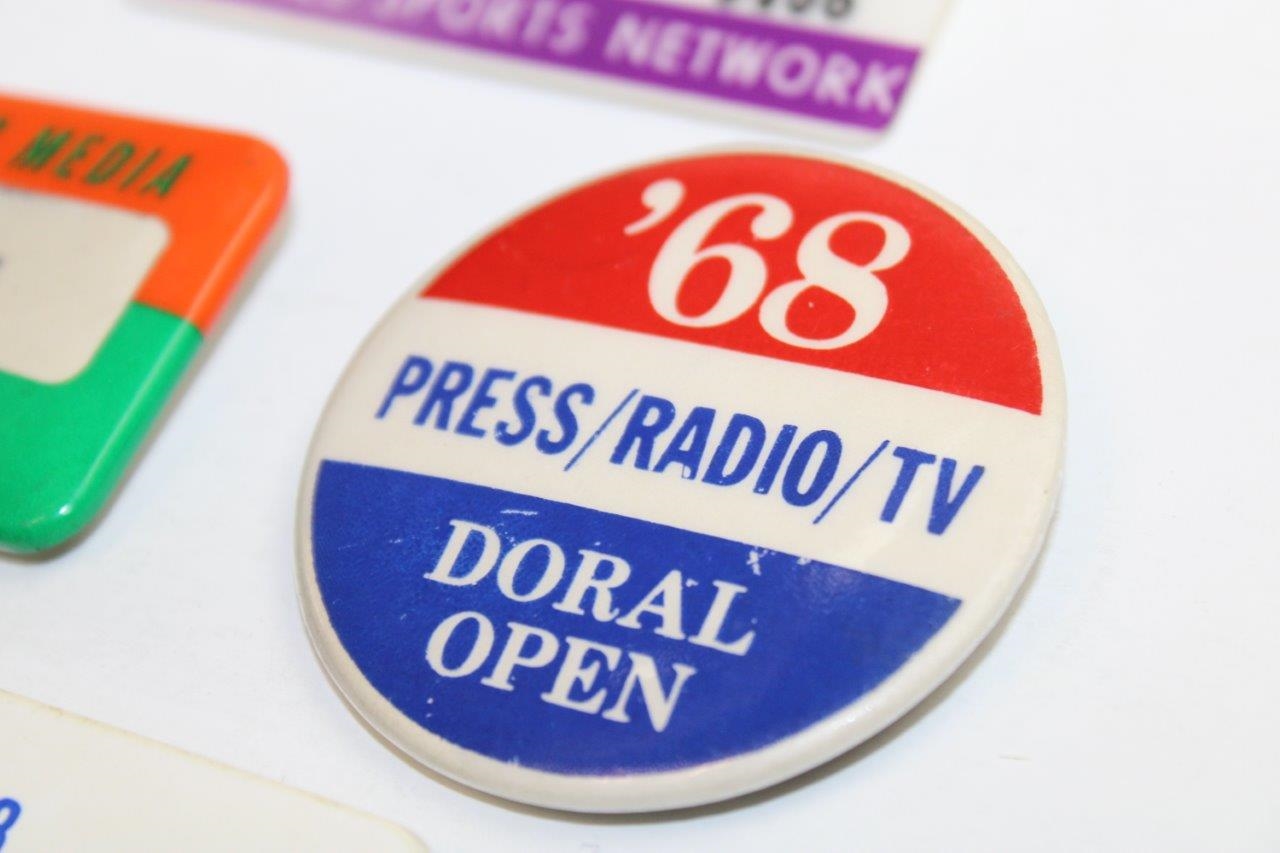 SPORTS NETWORK
MEDIA
’68
PRESS/RADIO/TV
DORAL
OPEN